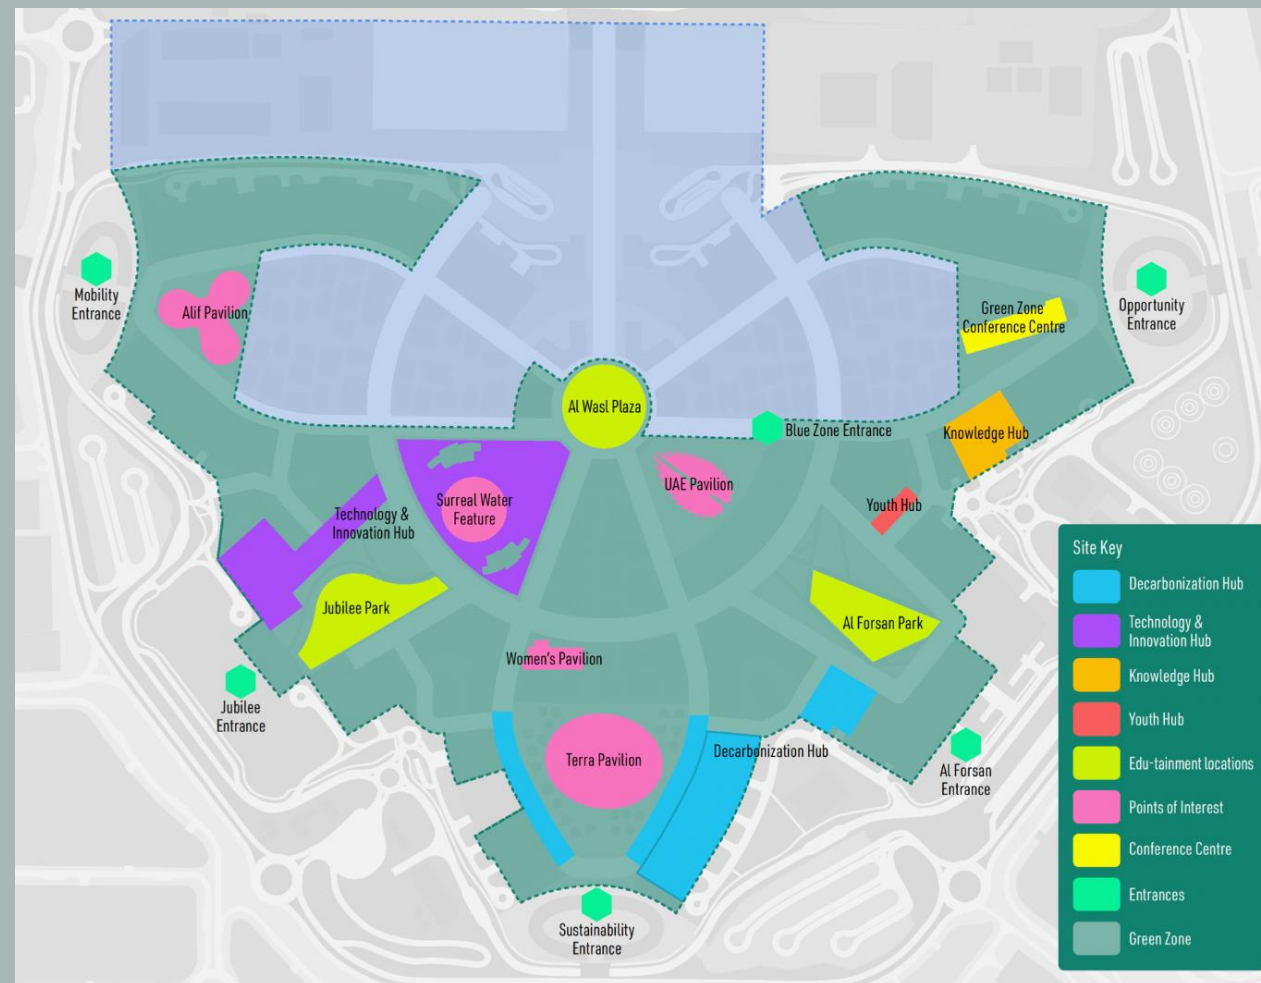 Mobility
Entrance
Alif Pavilion
Green Zone
Conference Centre
Opportunity
Entrance
Al Wasl Plaza
Blue Zone Entrance
Knowledge Hub
UAE Pavilion
Surreal Water
Feature
Youth Hub
Technology &
Innovation Hub
Jubilee Park
Al Forsan Park
Women's Pavilion
Jubilee
Entrance
Terra Pavilion
Decarbonization Hub
Al Forsan
Entrance
Sustainability
Entrance
Site Key
Decarbonization Hub
Technology &
Innovation Hub
Knowledge Hub
Youth Hub
Edu-tainment locations
Points of Interest
Conference Centre
Entrances
Green Zone